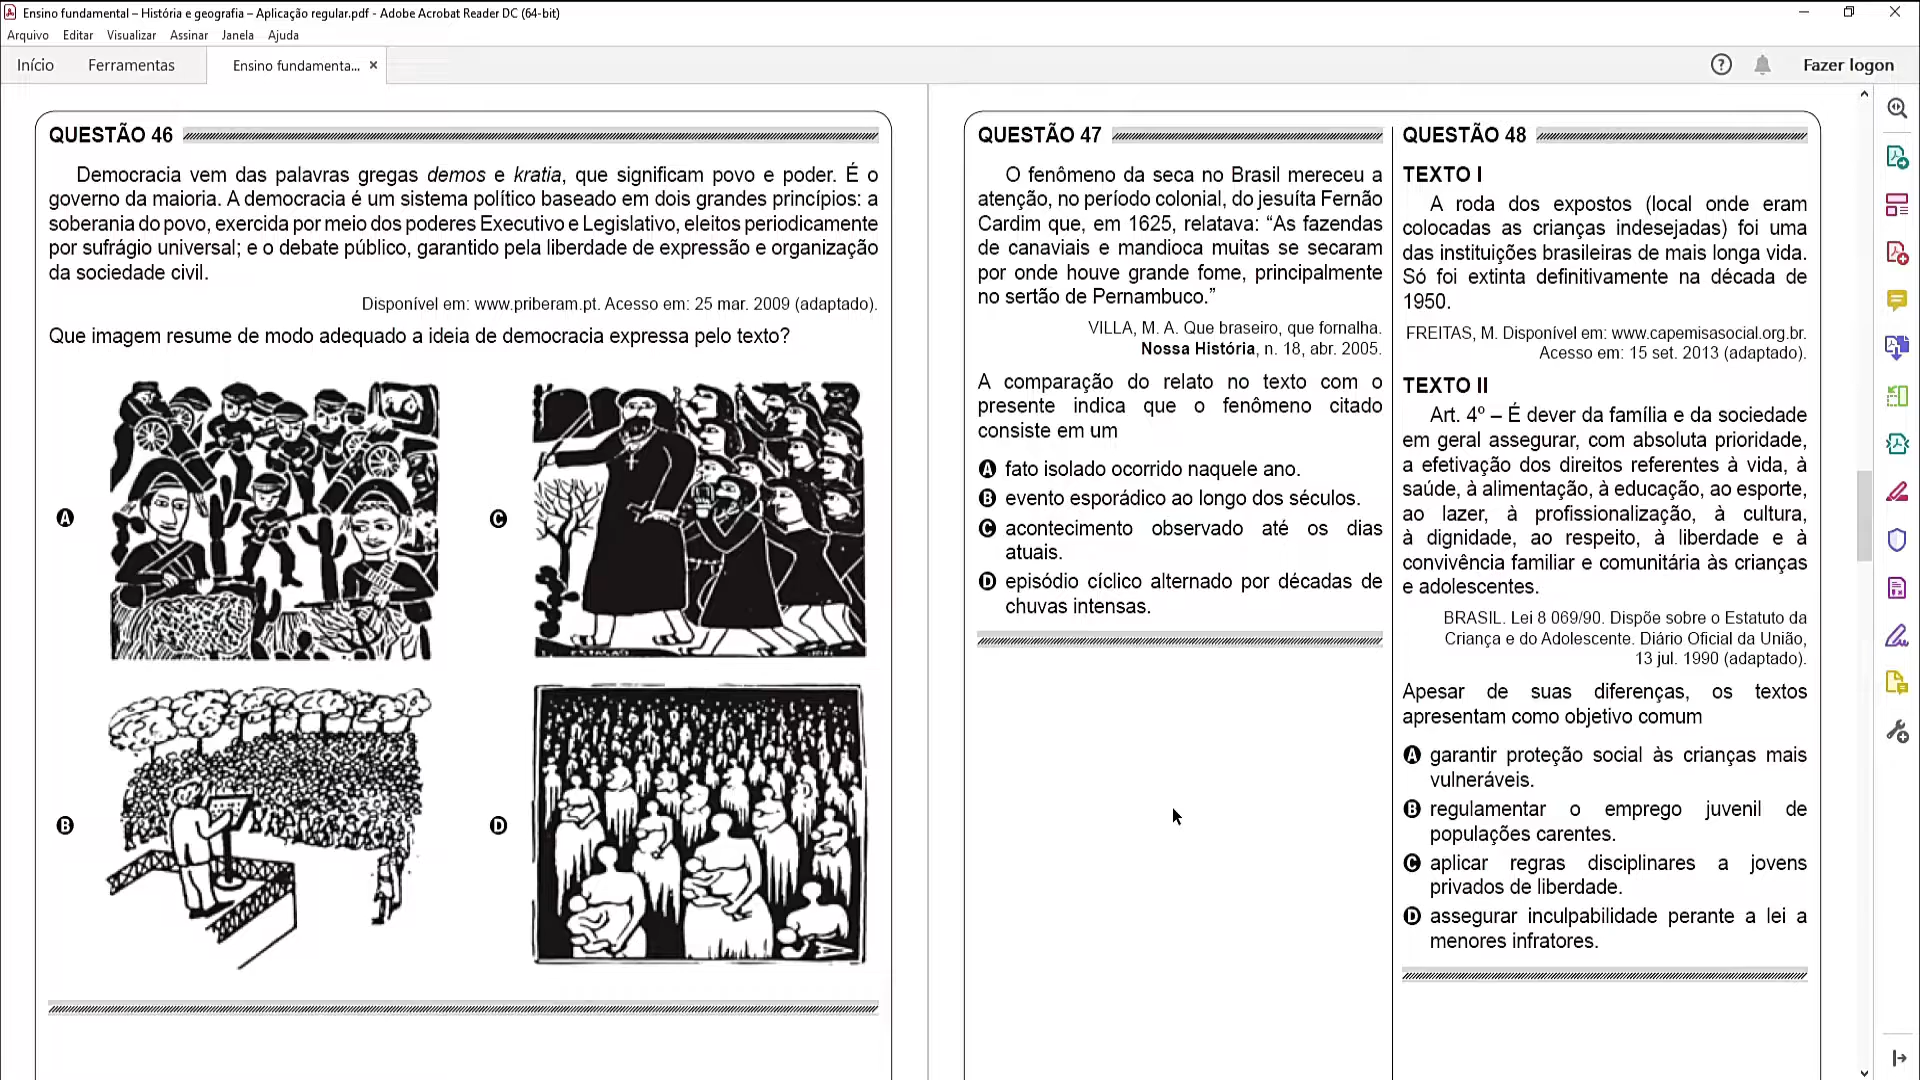 Ensino fundamental – História e geografia – Aplicação regular.pdf - Adobe Acrobat Reader DC (64-bit)
Arquivo Editar Visualizar Assinar Janela Ajuda
Início Ferramentas Ensino fundamenta... × Fazer logon
QUESTÃO 46
Democracia vem das palavras gregas demos e kratia, que significam povo e poder. É o
governo da maioria. A democracia é um sistema político baseado em dois grandes princípios: a
soberania do povo, exercida por meio dos poderes Executivo e Legislativo, eleitos periodicamente
por sufrágio universal; e o debate público, garantido pela liberdade de expressão e organização
da sociedade civil.
Disponível em: www.priberam.pt. Acesso em: 25 mar. 2009 (adaptado).
Que imagem resume de modo adequado a ideia de democracia expressa pelo texto?
A
C
B
D
QUESTÃO 47
O fenômeno da seca no Brasil mereceu a
atenção, no período colonial, do jesuíta Fernão
Cardim que, em 1625, relatava: “As fazendas
de canaviais e mandioca muitas se secaram
por onde houve grande fome, principalmente
no sertão de Pernambuco.”
VILLA, M. A. Que braseiro, que fornalha.
Nossa História, n. 18, abr. 2005.
A comparação do relato no texto com o
presente indica que o fenômeno citado
consiste em um
A fato isolado ocorrido naquele ano.
B evento esporádico ao longo dos séculos.
C acontecimento observado até os dias
atuais.
D episódio cíclico alternado por décadas de
chuvas intensas.
QUESTÃO 48
TEXTO I
A roda dos expostos (local onde eram
colocadas as crianças indesejadas) foi uma
das instituições brasileiras de mais longa vida.
Só foi extinta definitivamente na década de
1950.
FREITAS, M. Disponível em: www.capemisasocial.org.br.
Acesso em: 15 set. 2013 (adaptado).
TEXTO II
Art. 4º – É dever da família e da sociedade
em geral assegurar, com absoluta prioridade,
a efetivação dos direitos referentes à vida, à
saúde, à alimentação, à educação, ao esporte,
ao lazer, à profissionalização, à cultura,
à dignidade, ao respeito, à liberdade e à
convivência familiar e comunitária às crianças
e adolescentes.
BRASIL. Lei 8 069/90. Dispõe sobre o Estatuto da
Criança e do Adolescente. Diário Oficial da União,
13 jul. 1990 (adaptado).
Apesar de suas diferenças, os textos
apresentam como objetivo comum
A garantir proteção social às crianças mais
vulneráveis.
B regulamentar o emprego juvenil de
populações carentes.
C aplicar regras disciplinares a jovens
privados de liberdade.
D assegurar inculpabilidade perante a lei a
menores infratores.